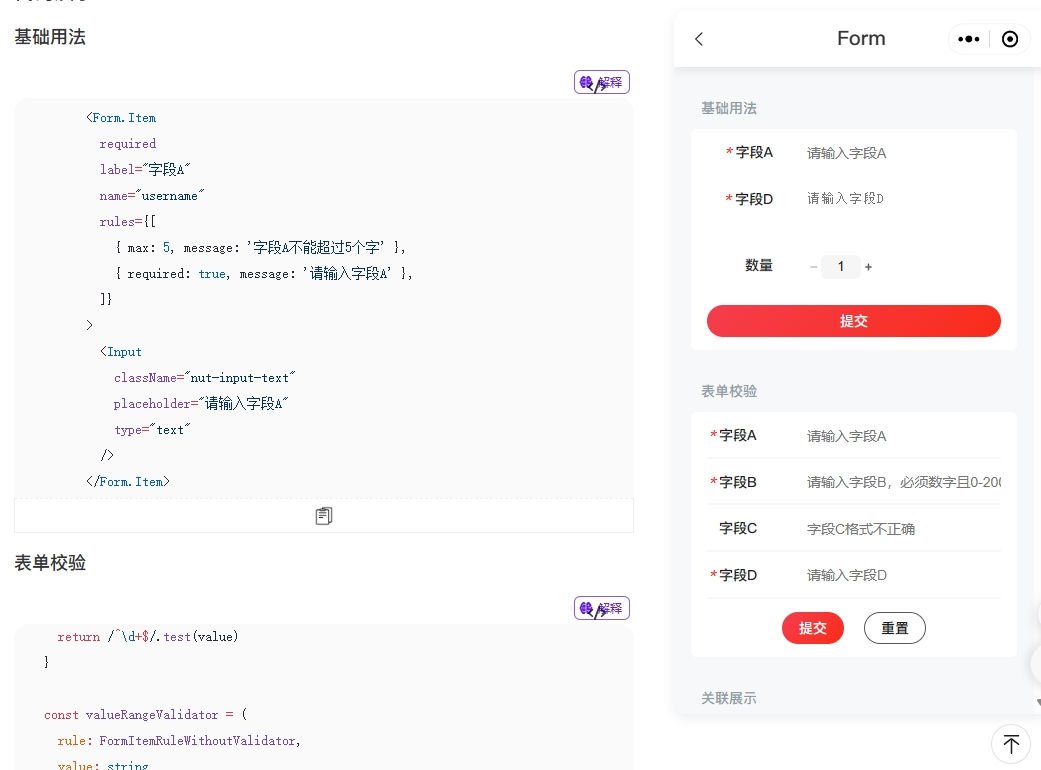 基础用法
解释
<Form.Item
required
label="字段A"
name="username"
rules={[
{ max: 5, message: '字段A不能超过5个字' },
{ required: true, message: '请输入字段A' },
]}
>
<Input
className="nut-input-text"
placeholder="请输入字段A"
type="text"
/>
</Form.Item>
表单校验
解释
return /^\d+$/.test(value)
}
const valueRangeValidator = (
rule: FormItemRuleWithoutValidator,
value: string
Form
基础用法
*字段A 请输入字段A
*字段D 请输入字段D
数量 − 1 +
提交
表单校验
*字段A 请输入字段A
*字段B 请输入字段B，必须数字且0-200
字段C 字段C格式不正确
*字段D 请输入字段D
提交 重置
关联展示